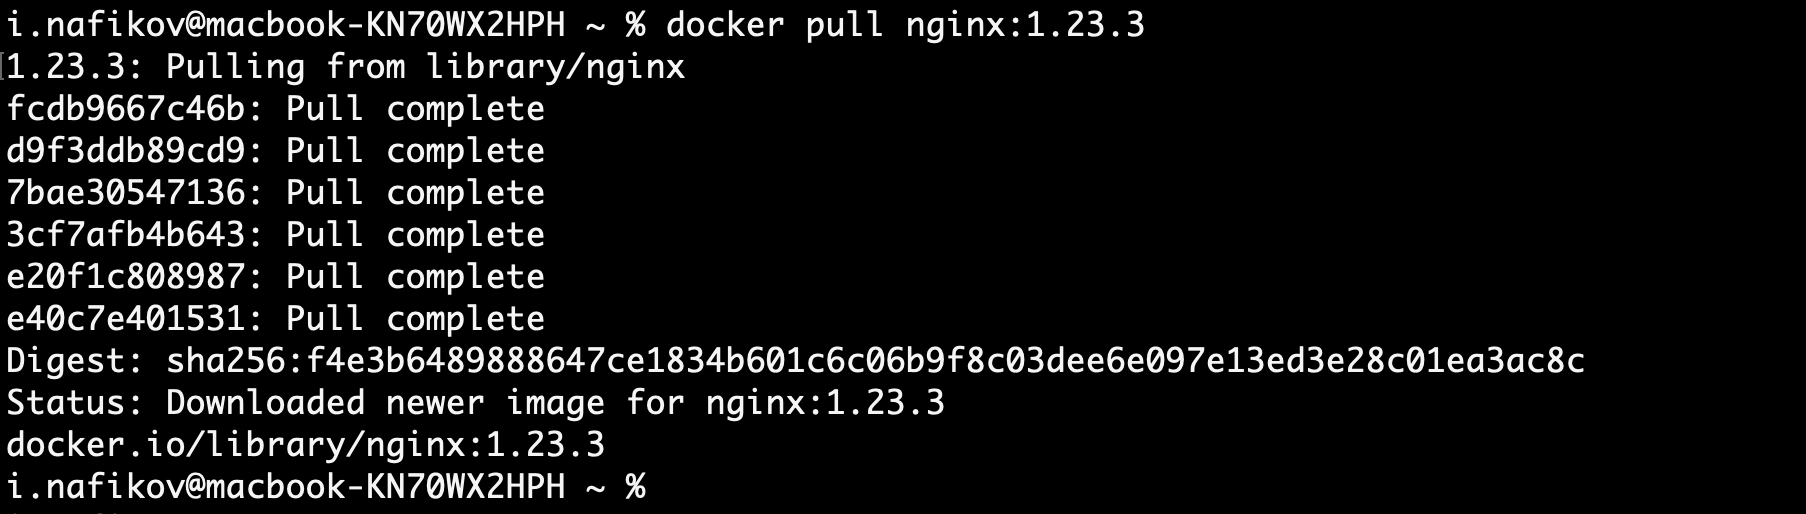 i.nafikov@macbook-KN70WX2HPH ~ % docker pull nginx:1.23.3
1.23.3: Pulling from library/nginx
fcdb9667c46b: Pull complete
d9f3ddb89cd9: Pull complete
7bae30547136: Pull complete
3cf7afb4b643: Pull complete
e20f1c808987: Pull complete
e40c7e401531: Pull complete
Digest: sha256:f4e3b6489888647ce1834b601c6c06b9f8c03dee6e097e13ed3e28c01ea3ac8c
Status: Downloaded newer image for nginx:1.23.3
docker.io/library/nginx:1.23.3
i.nafikov@macbook-KN70WX2HPH ~ %